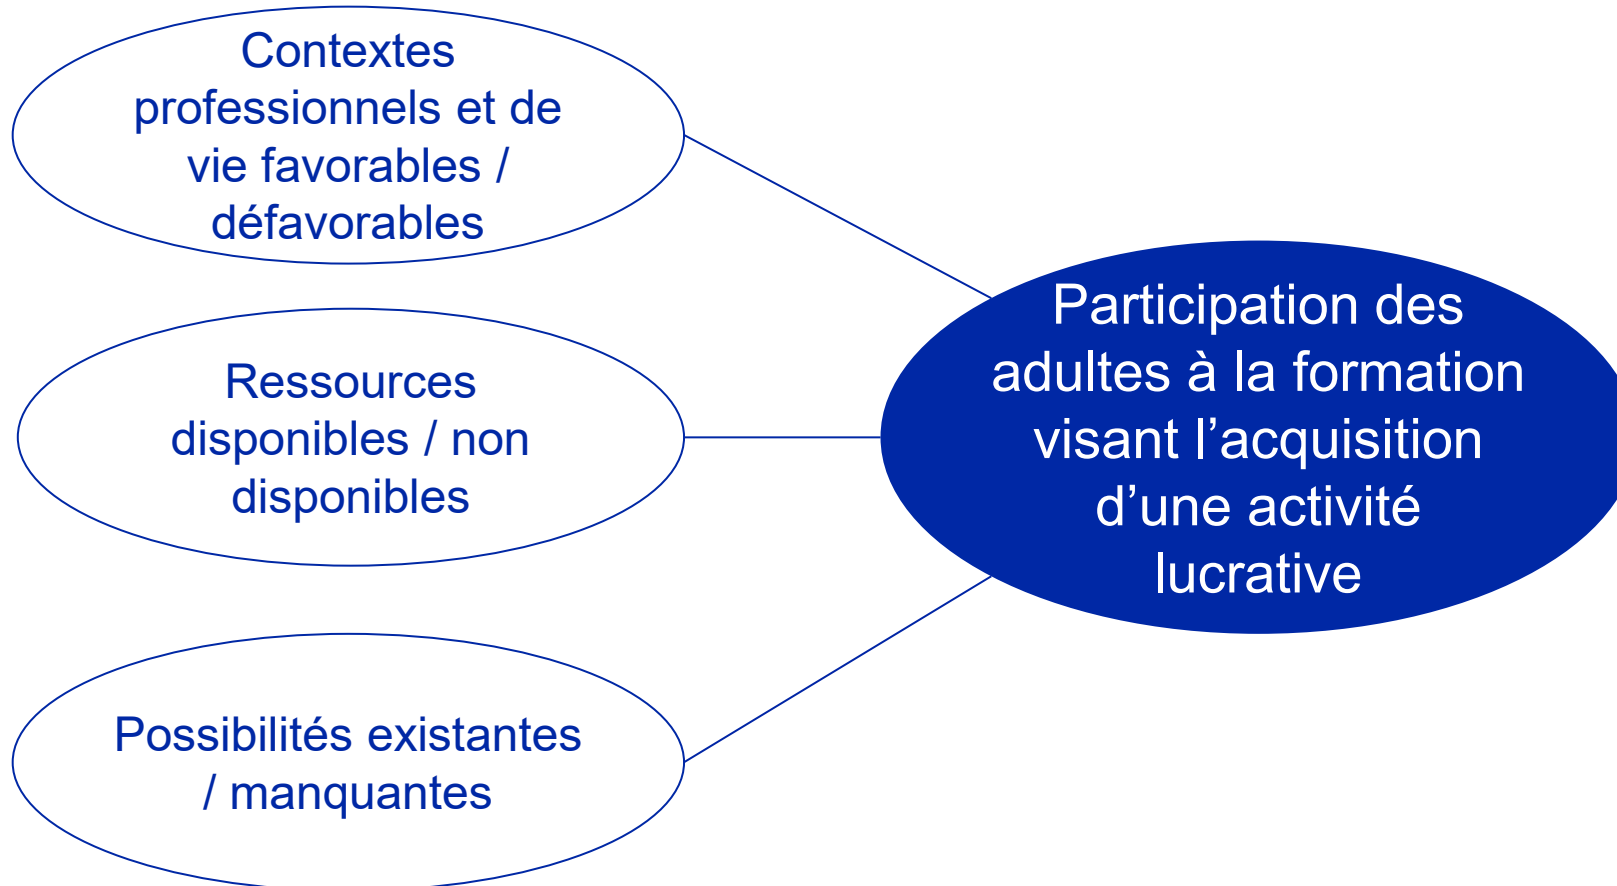 Contextes
professionnels et de
vie favorables /
défavorables
Ressources
disponibles / non
disponibles
Possibilités existantes
/ manquantes
Participation des
adultes à la formation
visant l’acquisition
d’une activité
lucrative